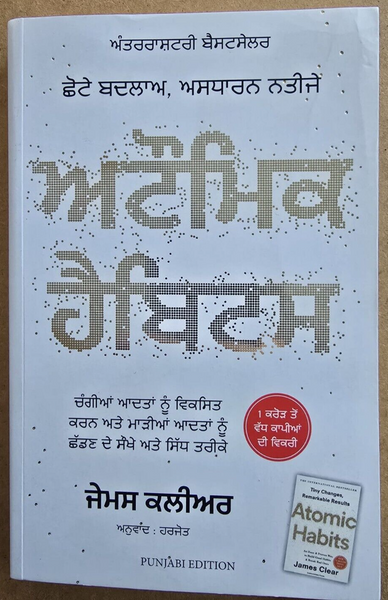 ਅੰਤਰਰਾਸ਼ਟਰੀ ਬੈਸਟਸੇਲਰ
ਛੋਟੇ ਬਦਲਾਅ, ਅਸਧਾਰਨ ਨਤੀਜੇ
ਅਟੌਮਿਕ
ਹੈਬਿਟਸ
ਚੰਗੀਆਂ ਆਦਤਾਂ ਨੂੰ ਵਿਕਸਿਤ
ਕਰਨ ਅਤੇ ਮਾੜੀਆਂ ਆਦਤਾਂ ਨੂੰ
ਛੱਡਣ ਦੇ ਸੌਖੇ ਅਤੇ ਸਿੱਧ ਤਰੀਕੇ
1 ਕਰੋੜ ਤੋਂ
ਵੱਧ ਕਾਪੀਆਂ
ਦੀ ਵਿਕਰੀ
ਜੇਮਸ ਕਲੀਅਰ
ਅਨੁਵਾਦ : ਹਰਜੋਤ
PUNJABI EDITION
Tiny Changes,
Remarkable Results
Atomic
Habits
James Clear